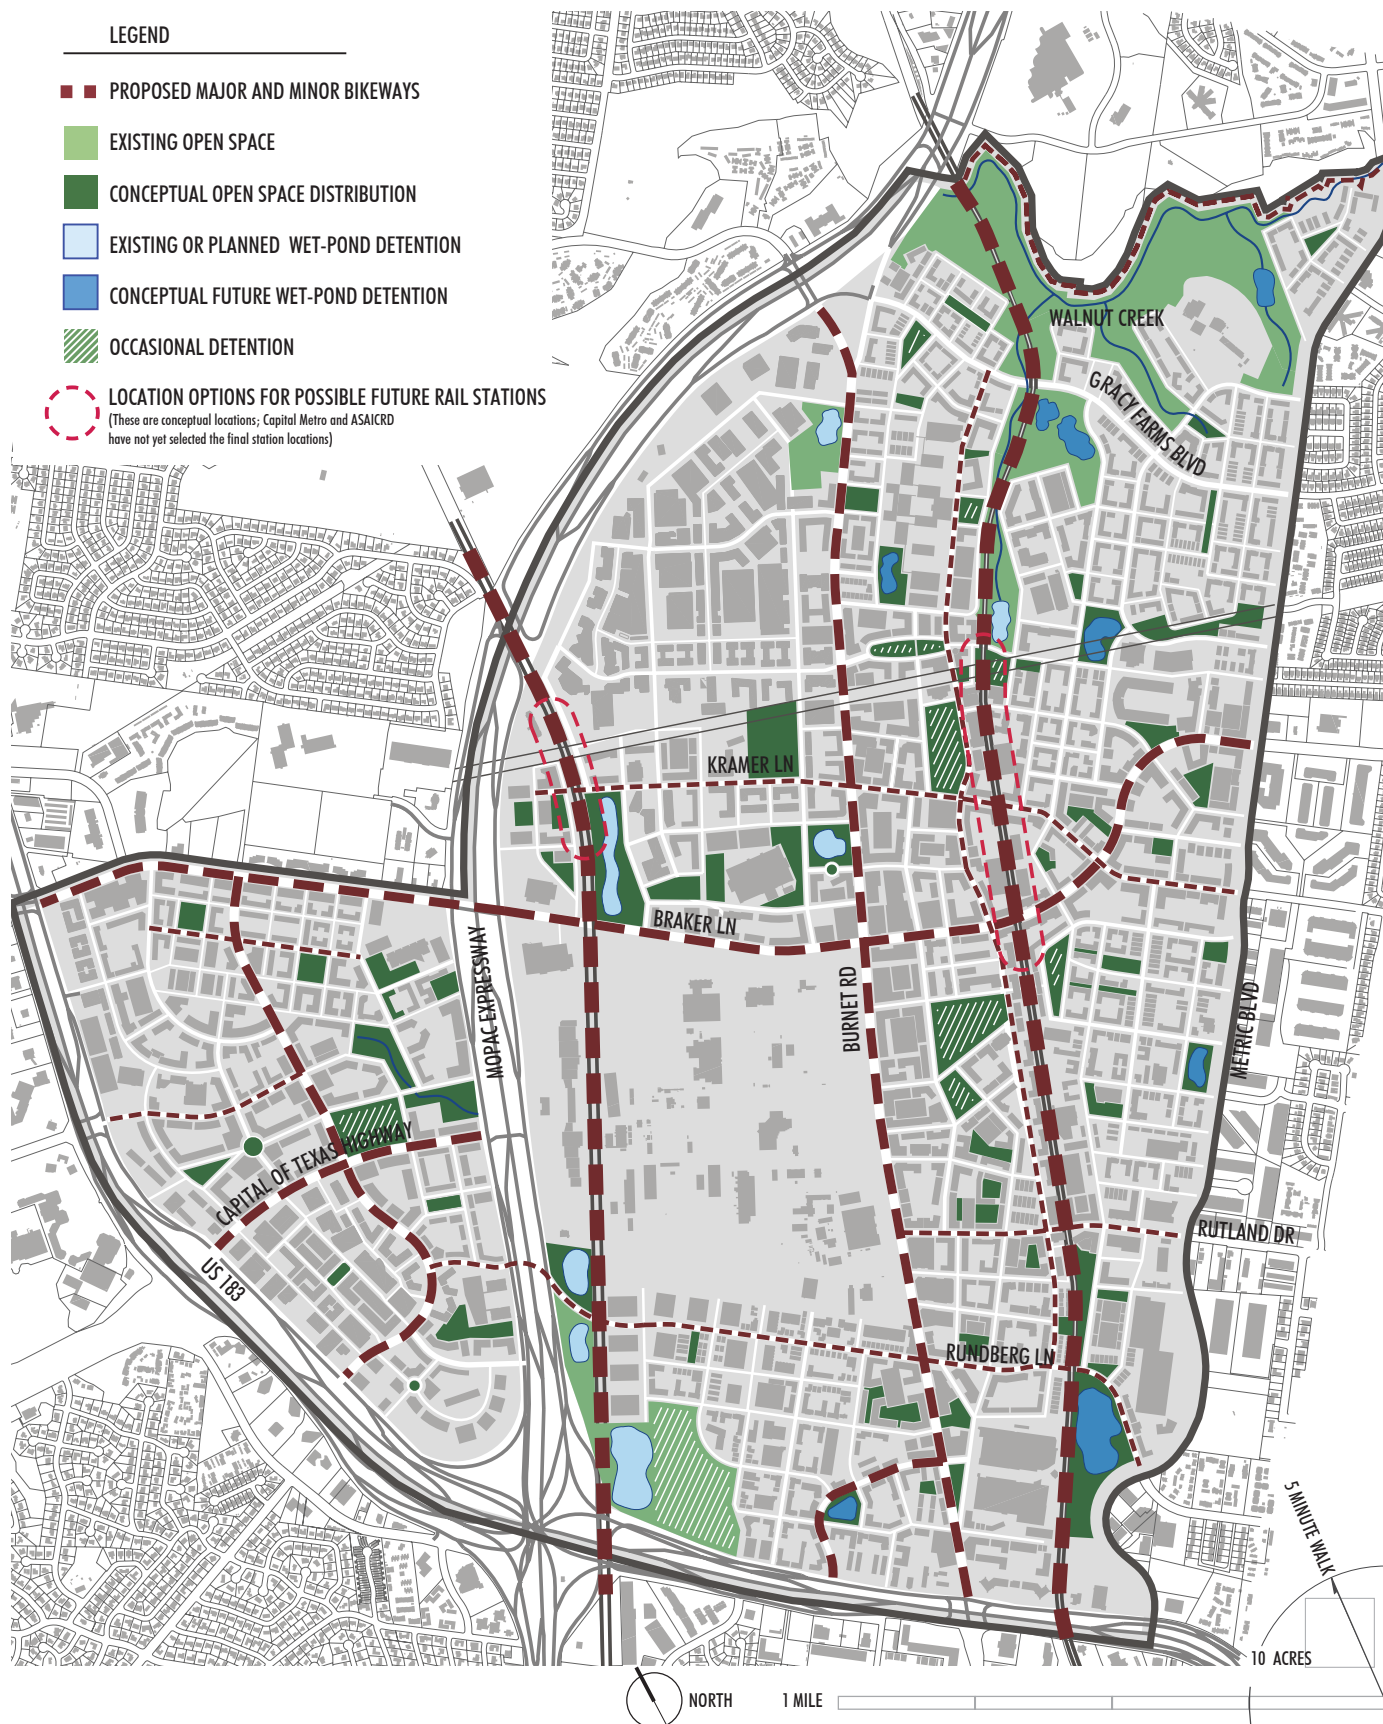 LEGEND
PROPOSED MAJOR AND MINOR BIKEWAYS
EXISTING OPEN SPACE
CONCEPTUAL OPEN SPACE DISTRIBUTION
EXISTING OR PLANNED WET-POND DETENTION
CONCEPTUAL FUTURE WET-POND DETENTION
OCCASIONAL DETENTION
LOCATION OPTIONS FOR POSSIBLE FUTURE RAIL STATIONS
(These are conceptual locations; Capital Metro and ASAICRD
have not yet selected the final station locations)
WALNUT CREEK
GRACY FARMS BLVD
KRAMER LN
BRAKER LN
MOPAC EXPRESSWAY
BURNET RD
METRIC BLVD
CAPITAL OF TEXAS HIGHWAY
US 183
RUTLAND DR
RUNDBERG LN
5 MINUTE WALK
10 ACRES
NORTH
1 MILE